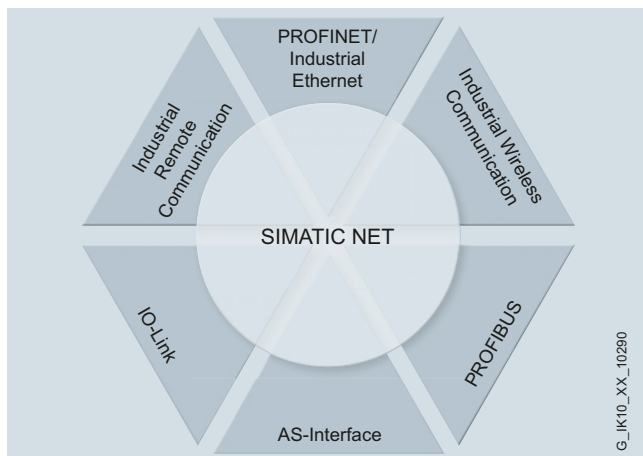 PROFINET/
Industrial
Ethernet
Industrial
Remote
Communication
Industrial Wireless
Communication
SIMATIC NET
IO-Link
PROFIBUS
AS-Interface
G_IK10_XX_10290